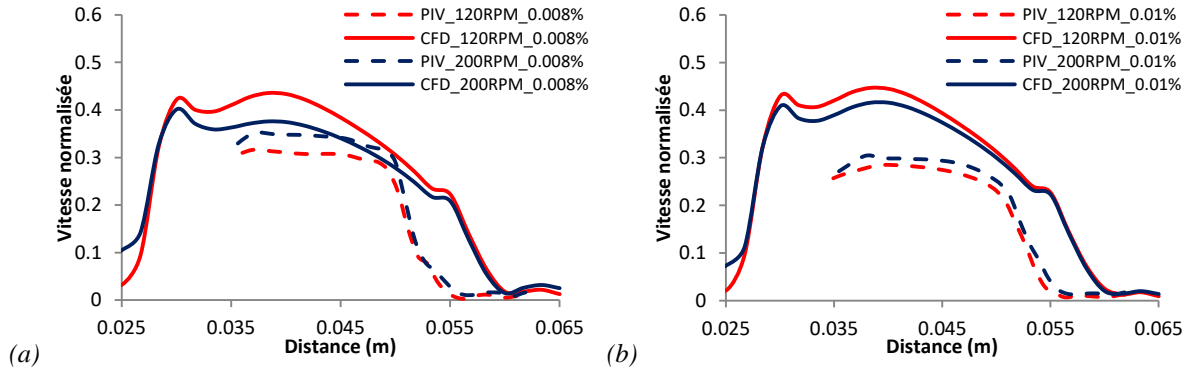 PIV_120RPM_0.008%
CFD_120RPM_0.008%
PIV_200RPM_0.008%
CFD_200RPM_0.008%
Vitesse normalisée
0.6
0.5
0.4
0.3
0.2
0.1
0
0.025
0.035
0.045
0.055
0.065
Distance (m)
(a)
PIV_120RPM_0.01%
CFD_120RPM_0.01%
PIV_200RPM_0.01%
CFD_200RPM_0.01%
Vitesse normalisée
0.6
0.5
0.4
0.3
0.2
0.1
0
0.025
0.035
0.045
0.055
0.065
Distance (m)
(b)